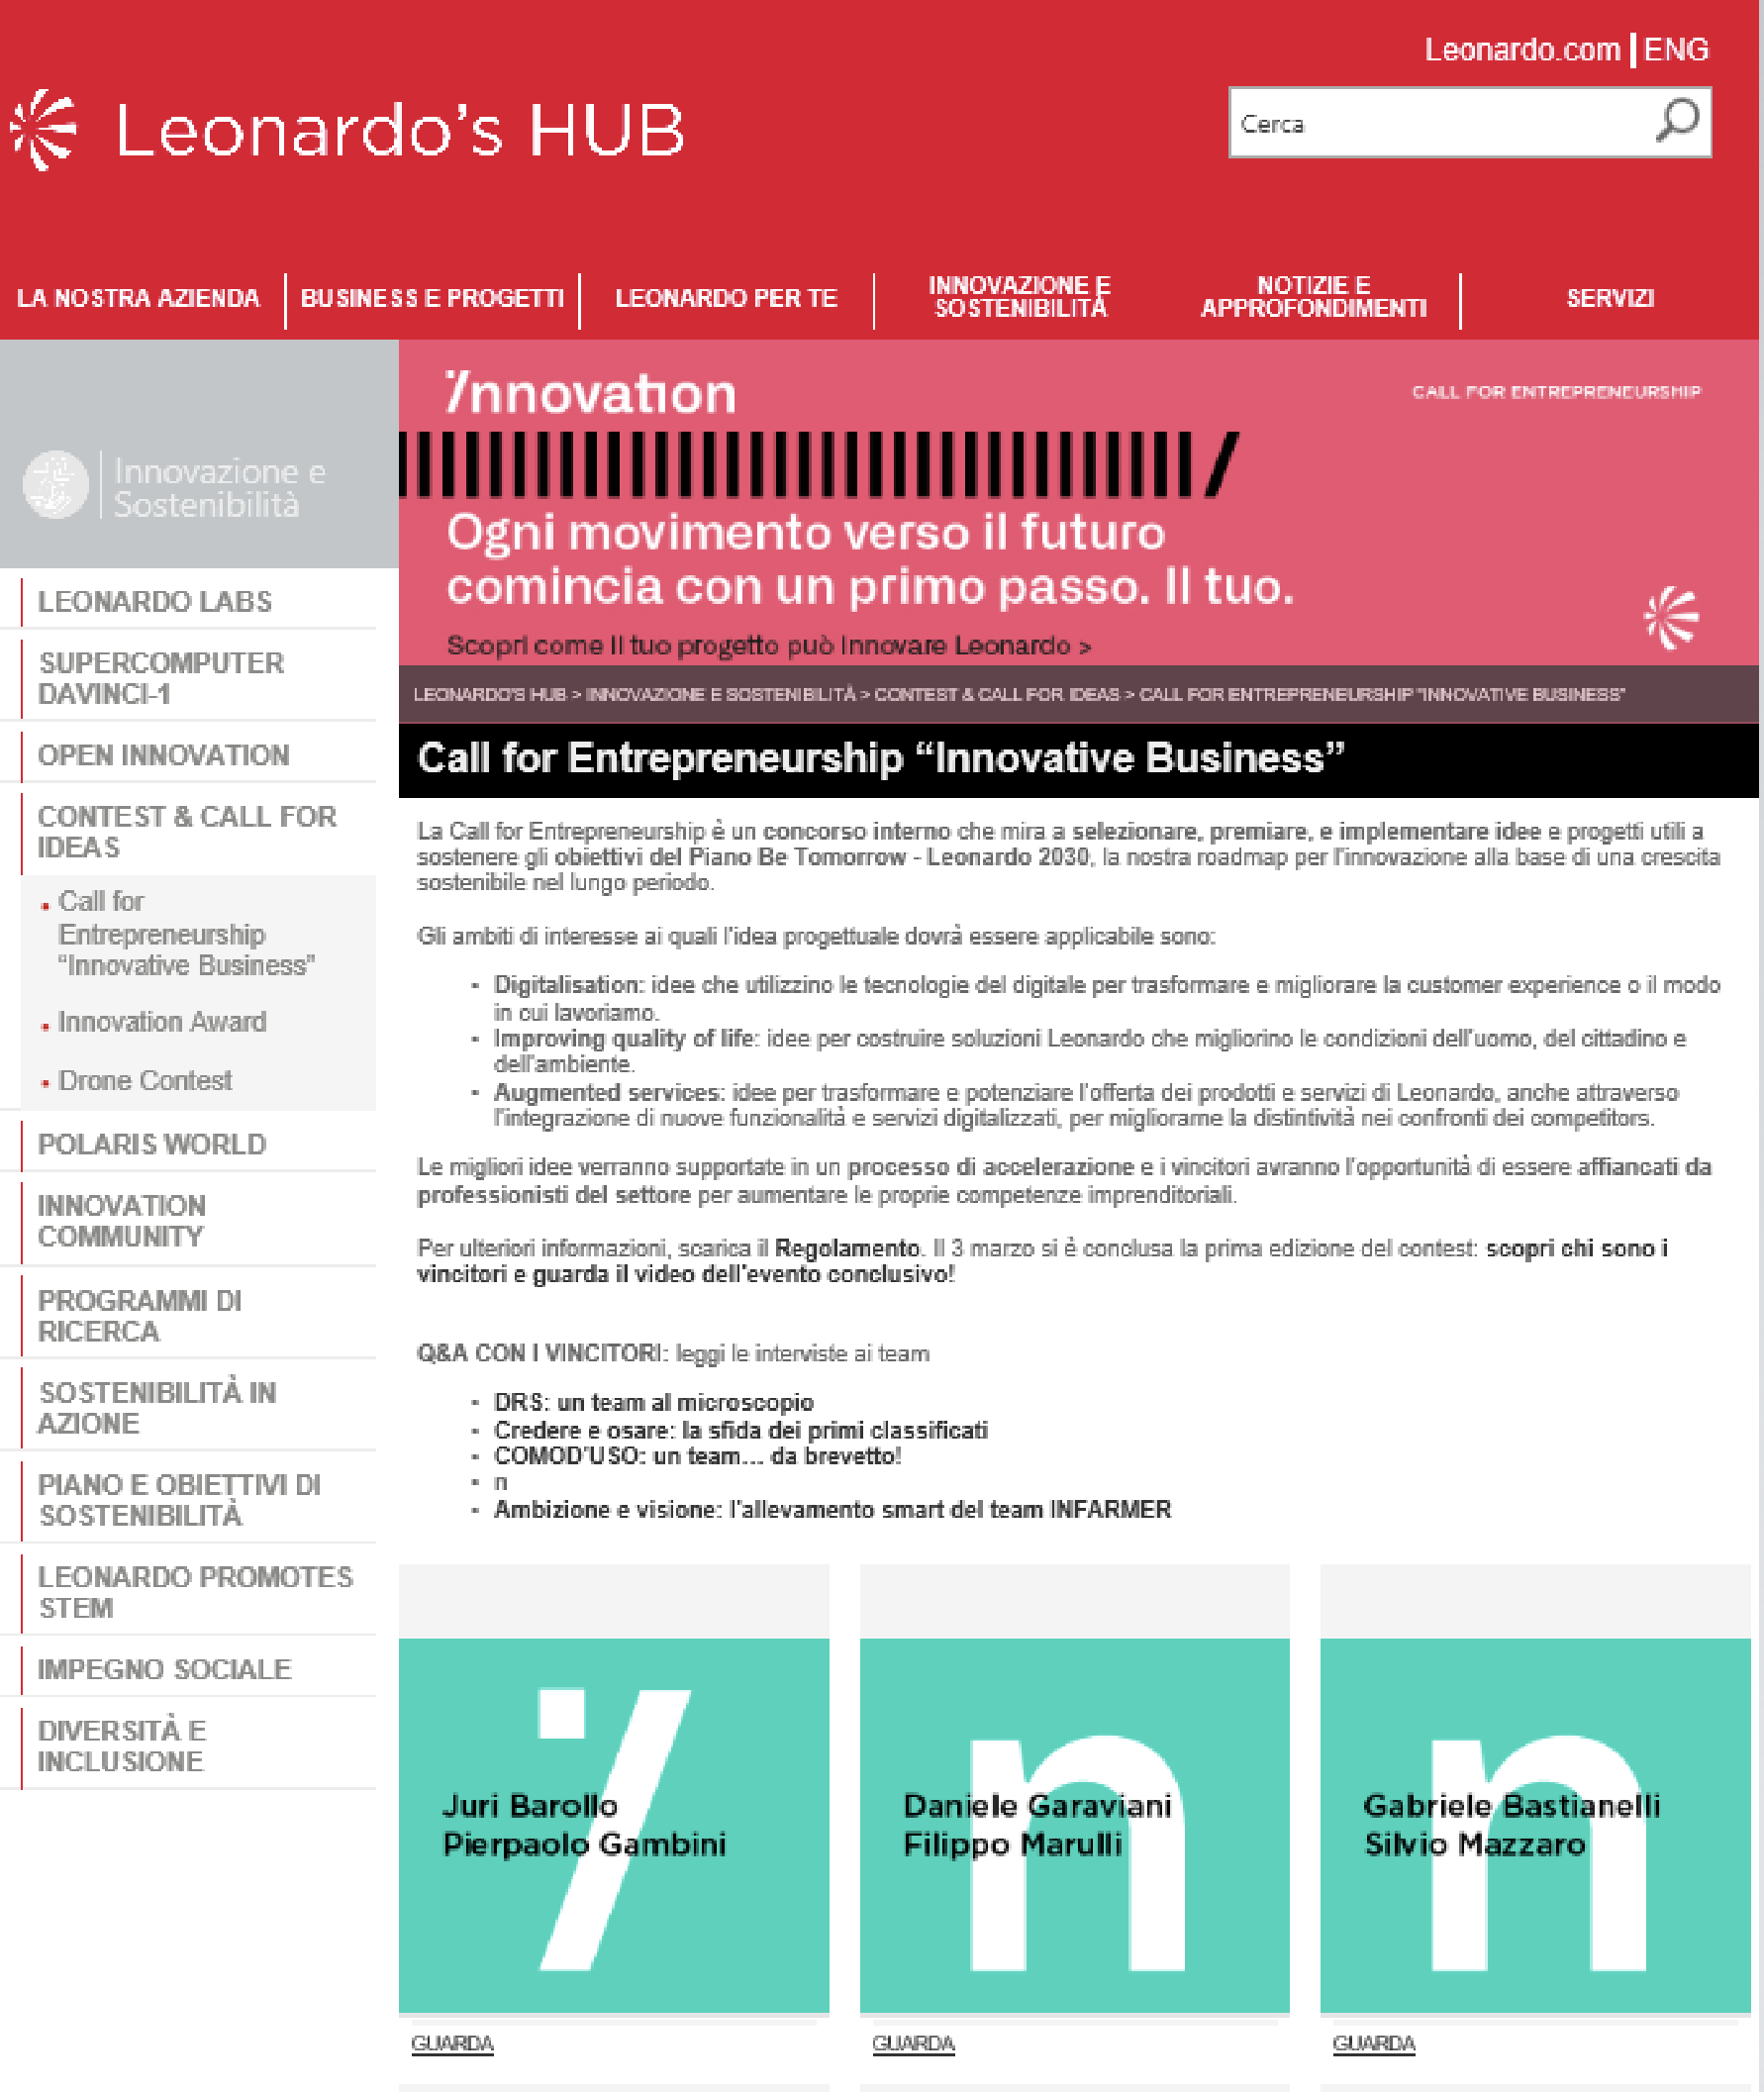 Leonardo.com | ENG
Leonardo's HUB
Cerca
LA NOSTRA AZIENDA
BUSINESS E PROGETTI
LEONARDO PER TE
INNOVAZIONE E
SOSTENIBILITÀ
NOTIZIE E
APPROFONDIMENTI
SERVIZI
Innovazione e
Sostenibilità
LEONARDO LABS
SUPERCOMPUTER
DAVINCI-1
OPEN INNOVATION
CONTEST & CALL FOR
IDEAS
• Call for
Entrepreneurship
“Innovative Business”
• Innovation Award
• Drone Contest
POLARIS WORLD
INNOVATION
COMMUNITY
PROGRAMMI DI
RICERCA
SOSTENIBILITÀ IN
AZIONE
PIANO E OBIETTIVI DI
SOSTENIBILITÀ
LEONARDO PROMOTES
STEM
IMPEGNO SOCIALE
DIVERSITÀ E
INCLUSIONE
Innovation
CALL FOR ENTREPRENEURSHIP
Ogni movimento verso il futuro
comincia con un primo passo. Il tuo.
Scopri come il tuo progetto può Innovare Leonardo >
LEONARDO'S HUB > INNOVAZIONE E SOSTENIBILITÀ > CONTEST & CALL FOR IDEAS > CALL FOR ENTREPRENEURSHIP “INNOVATIVE BUSINESS”
Call for Entrepreneurship “Innovative Business”
La Call for Entrepreneurship è un concorso interno che mira a selezionare, premiare, e implementare idee e progetti utili a
sostenere gli obiettivi del Piano Be Tomorrow - Leonardo 2030, la nostra roadmap per l'innovazione alla base di una crescita
sostenibile nel lungo periodo.
Gli ambiti di interesse ai quali l'idea progettuale dovrà essere applicabile sono:
Digitalisation: idee che utilizzino le tecnologie del digitale per trasformare e migliorare la customer experience o il modo
in cui lavoriamo.
Improving quality of life: idee per costruire soluzioni Leonardo che migliorino le condizioni dell'uomo, del cittadino e
dell'ambiente.
Augmented services: idee per trasformare e potenziare l'offerta dei prodotti e servizi di Leonardo, anche attraverso
l'integrazione di nuove funzionalità e servizi digitalizzati, per migliorarne la distintività nei confronti dei competitors.
Le migliori idee verranno supportate in un processo di accelerazione e i vincitori avranno l'opportunità di essere affiancati da
professionisti del settore per aumentare le proprie competenze imprenditoriali.
Per ulteriori informazioni, scarica il Regolamento. Il 3 marzo si è conclusa la prima edizione del contest: scopri chi sono i
vincitori e guarda il video dell'evento conclusivo!
Q&A CON I VINCITORI: leggi le interviste ai team
DRS: un team al microscopio
Credere e osare: la sfida dei primi classificati
COMOD'USO: un team... da brevetto!
n
Ambizione e visione: l'allevamento smart del team INFARMER
Juri Barollo
Pierpaolo Gambini
GUARDA
n
Daniele Garaviani
Filippo Marulli
GUARDA
n
Gabriele Bastianelli
Silvio Mazzaro
GUARDA